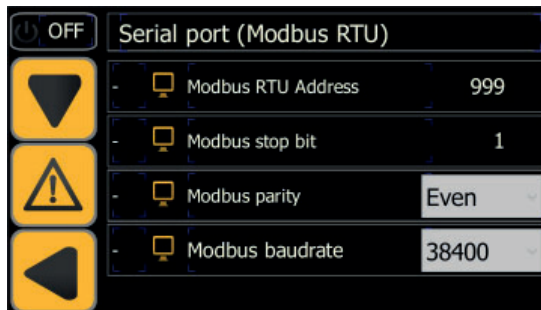 OFF
Serial port (Modbus RTU)
- Modbus RTU Address 999
- Modbus stop bit 1
- Modbus parity Even
- Modbus baudrate 38400